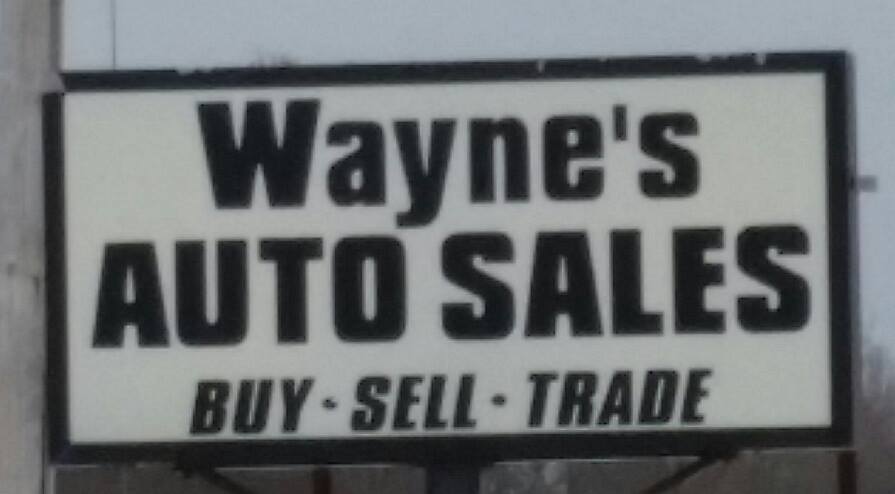 Wayne's
AUTO SALES
BUY · SELL · TRADE